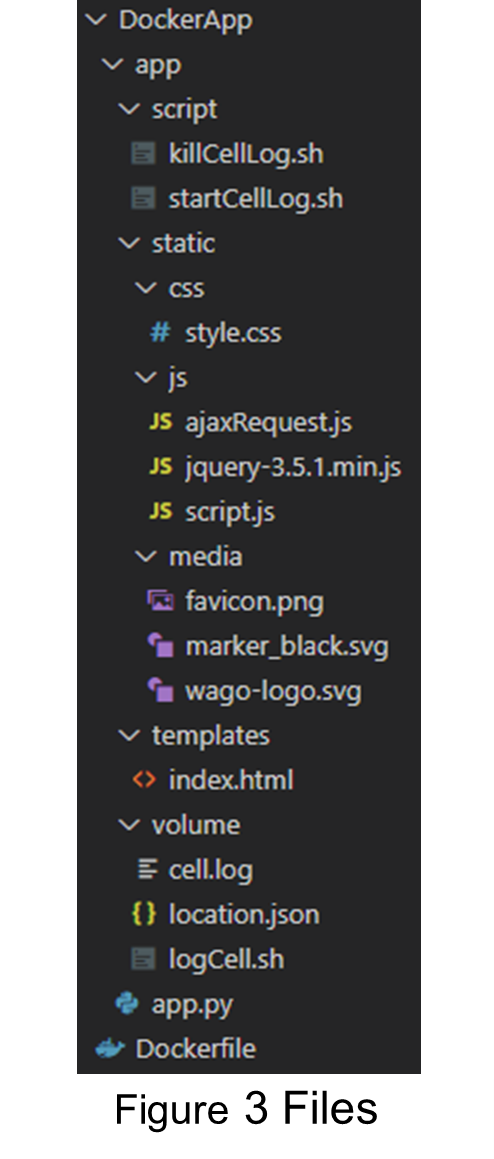 DockerApp
app
script
killCellLog.sh
startCellLog.sh
static
css
# style.css
js
JS ajaxRequest.js
JS jquery-3.5.1.min.js
JS script.js
media
favicon.png
marker_black.svg
wago-logo.svg
templates
<> index.html
volume
cell.log
{} location.json
logCell.sh
app.py
Dockerfile
Figure 3 Files